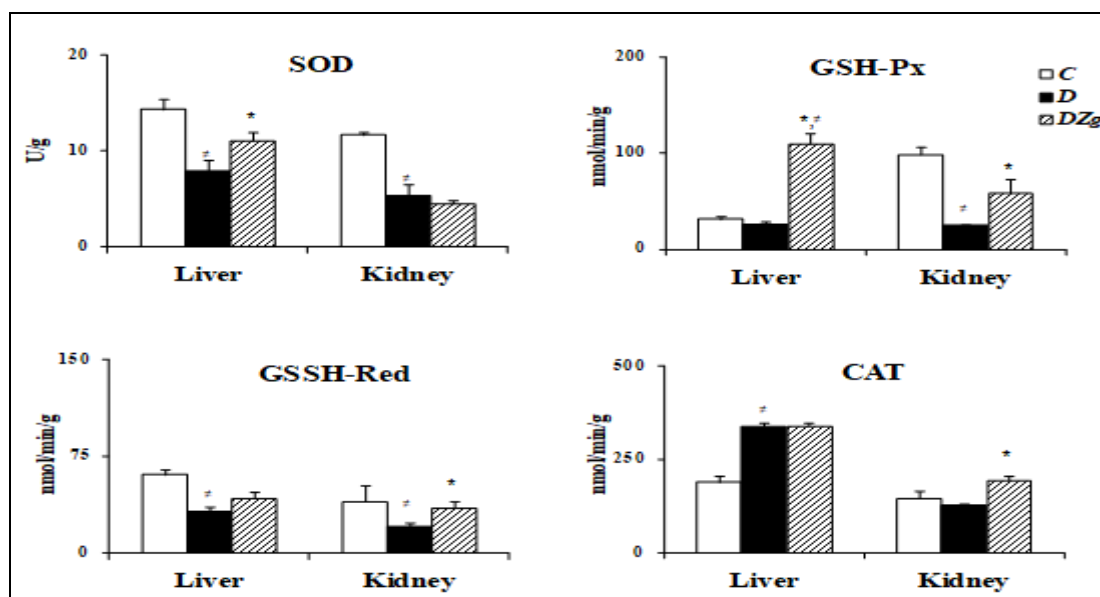 SOD
20
10
0
U/g
≠
*
≠
Liver Kidney
GSH-Px
200
100
0
nmol/min/g
*,≠
≠
*
Liver Kidney
C
D
DZg
GSSH-Red
150
75
0
nmol/min/g
≠
≠
*
Liver Kidney
CAT
500
250
0
nmol/min/g
≠
*
Liver Kidney